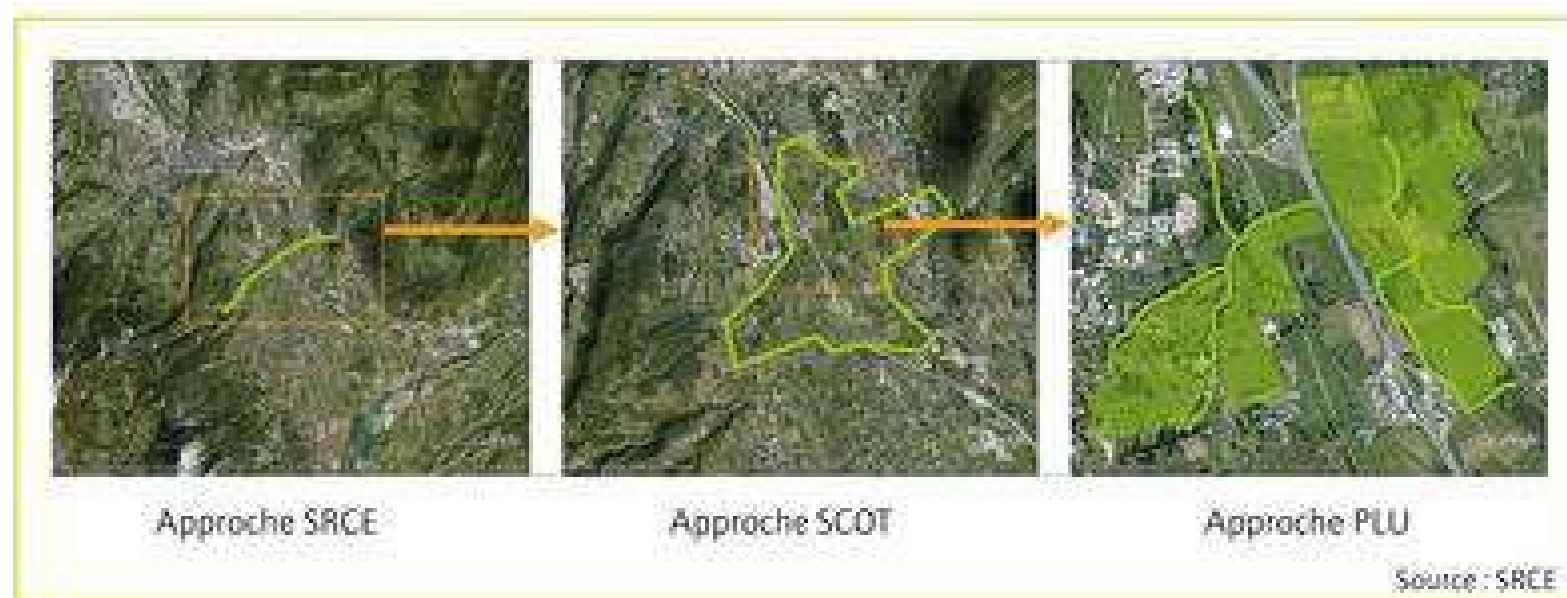 Approche SRCE
Approche SCOT
Approche PLU
Source : SRCE